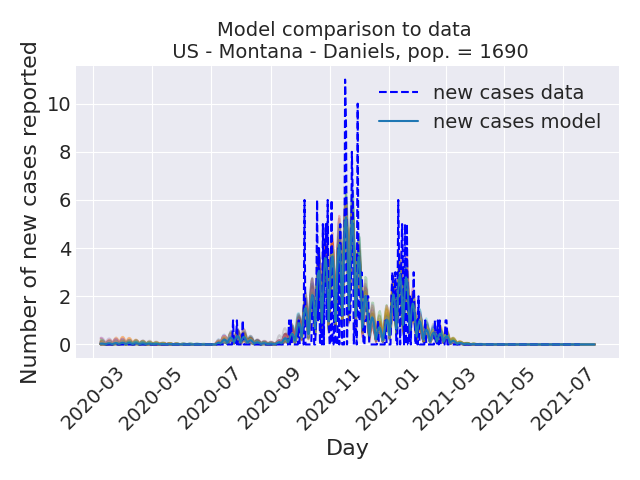 Model comparison to data
US - Montana - Daniels, pop. = 1690
Number of new cases reported
10
8
6
4
2
0
new cases data
new cases model
2020-03
2020-05
2020-07
2020-09
2020-11
2021-01
2021-03
2021-05
2021-07
Day